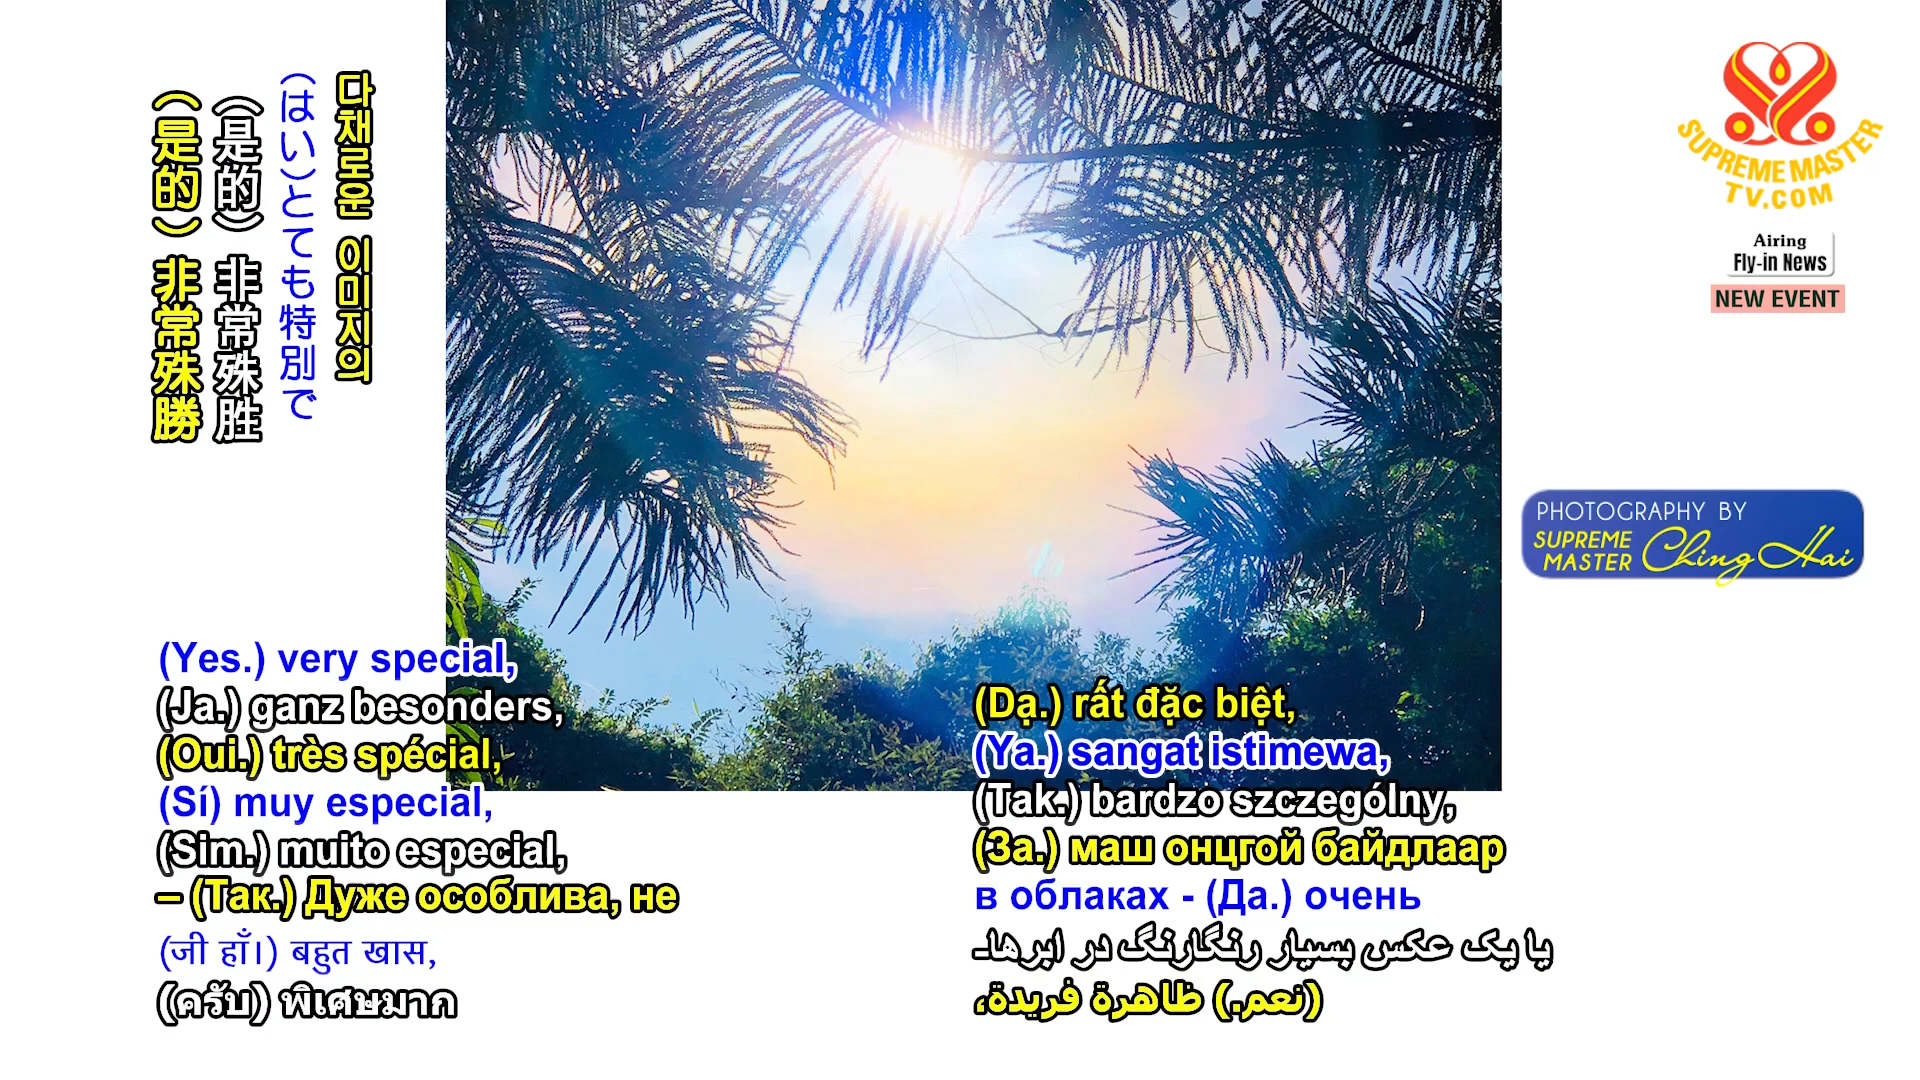 다채로운 이미지의
(はい)とても特別で
(是的) 非常殊胜
(是的) 非常殊勝
SUPREME MASTER
TV.COM
Airing
Fly-in News
NEW EVENT
PHOTOGRAPHY BY
SUPREME
MASTER Ching Hai
(Yes.) very special,
(Ja.) ganz besonders,
(Oui.) très spécial,
(Sí) muy especial,
(Sim.) muito especial,
– (Так.) Дуже особлива, не
(जी हाँ।) बहुत खास,
(ครับ) พิเศษมาก
(Dạ.) rất đặc biệt,
(Ya.) sangat istimewa,
(Tak.) bardzo szczególny,
(За.) маш онцгой байдлаар
в облаках - (Да.) очень
یا یک عکس بسیار رنگارنگ در ابرها-
(نعم.) ظاهرة فريدة،